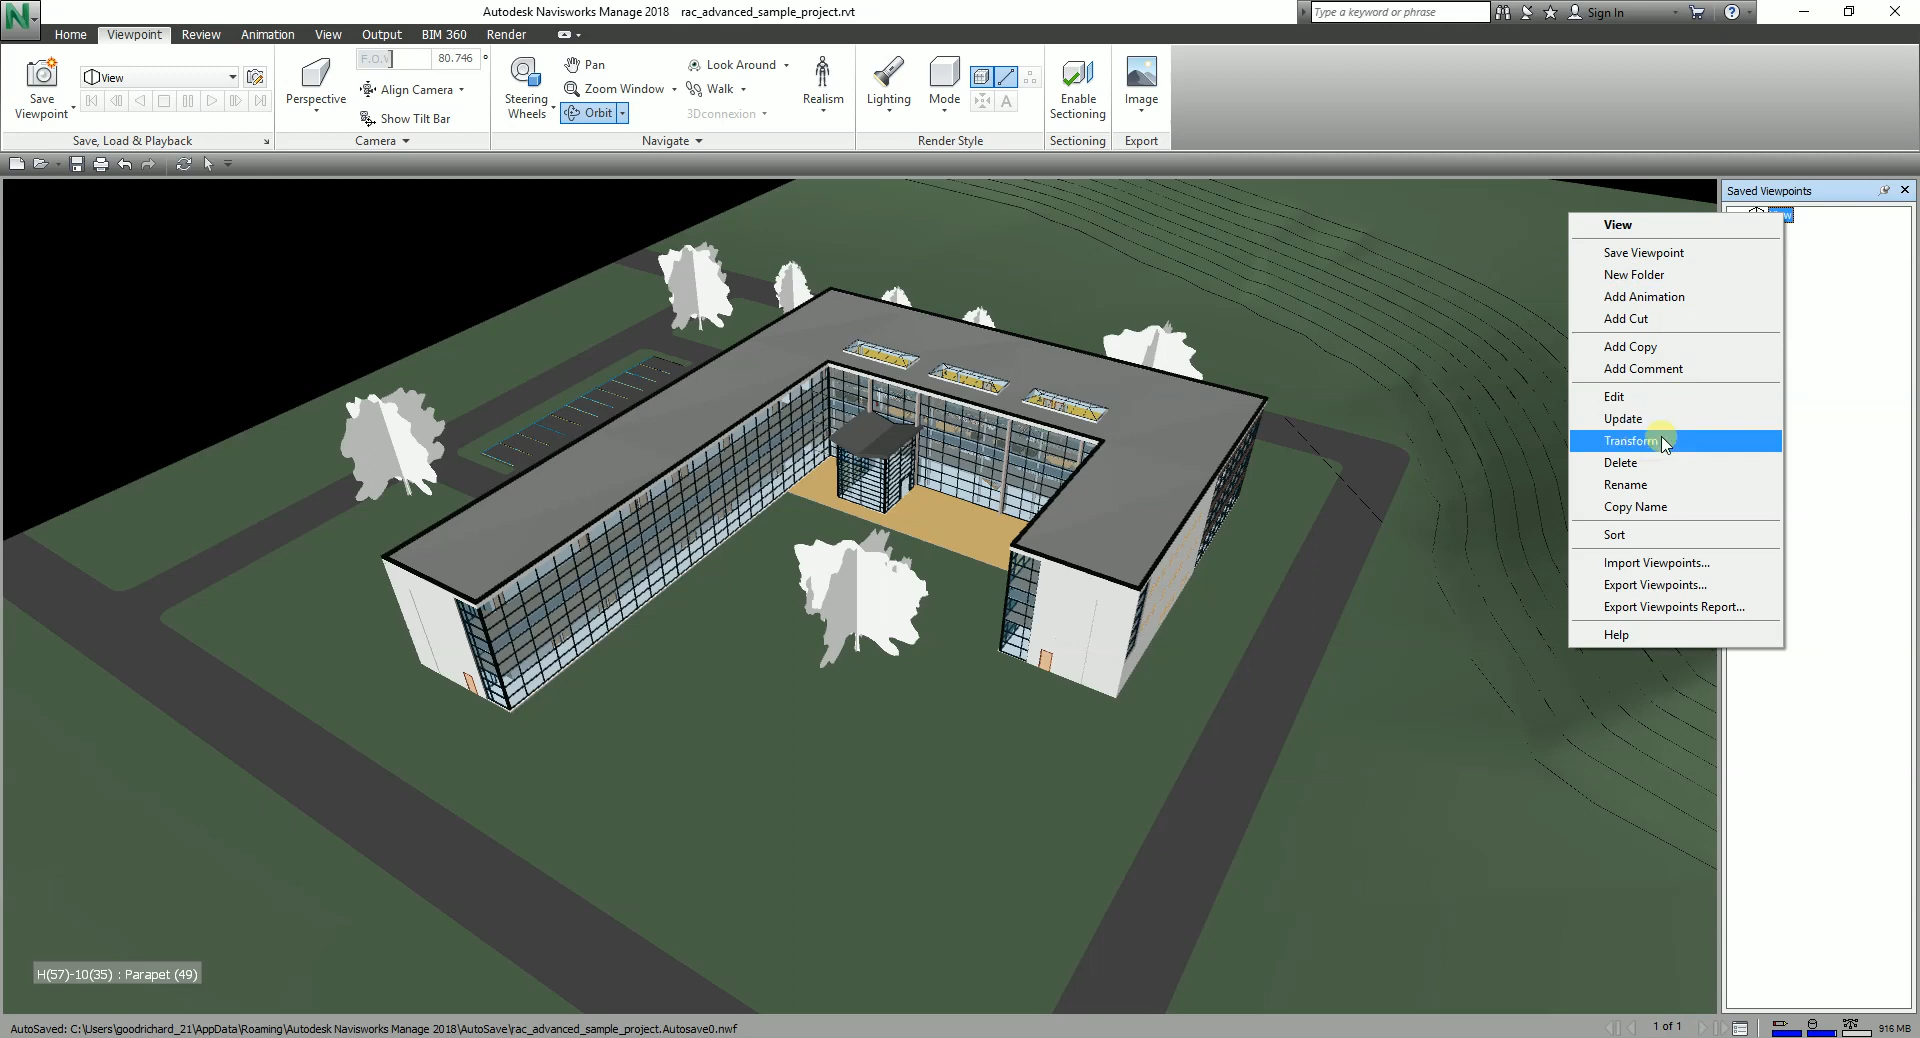 Autodesk Navisworks Manage 2018 rac_advanced_sample_project.rvt
Type a keyword or phrase
Sign In
Home Viewpoint Review Animation View Output BIM 360 Render
Save Viewpoint
View
Save, Load & Playback
Perspective
80.746 °
Align Camera
Show Tilt Bar
Camera
Steering Wheels
Pan
Zoom Window
Orbit
Look Around
Walk
3Dconnexion
Realism
Navigate
Lighting
Mode
A
Render Style
Enable Sectioning
Sectioning
Image
Export
Saved Viewpoints
View
Save Viewpoint
New Folder
Add Animation
Add Cut
Add Copy
Add Comment
Edit
Update
Transform
Delete
Rename
Copy Name
Sort
Import Viewpoints...
Export Viewpoints...
Export Viewpoints Report...
Help
H(57)-10(35) : Parapet (49)
AutoSaved: C:\Users\goodrichard_21\AppData\Roaming\Autodesk Navisworks Manage 2018\AutoSave\rac_advanced_sample_project.Autosave0.nwf
1 of 1
916 MB